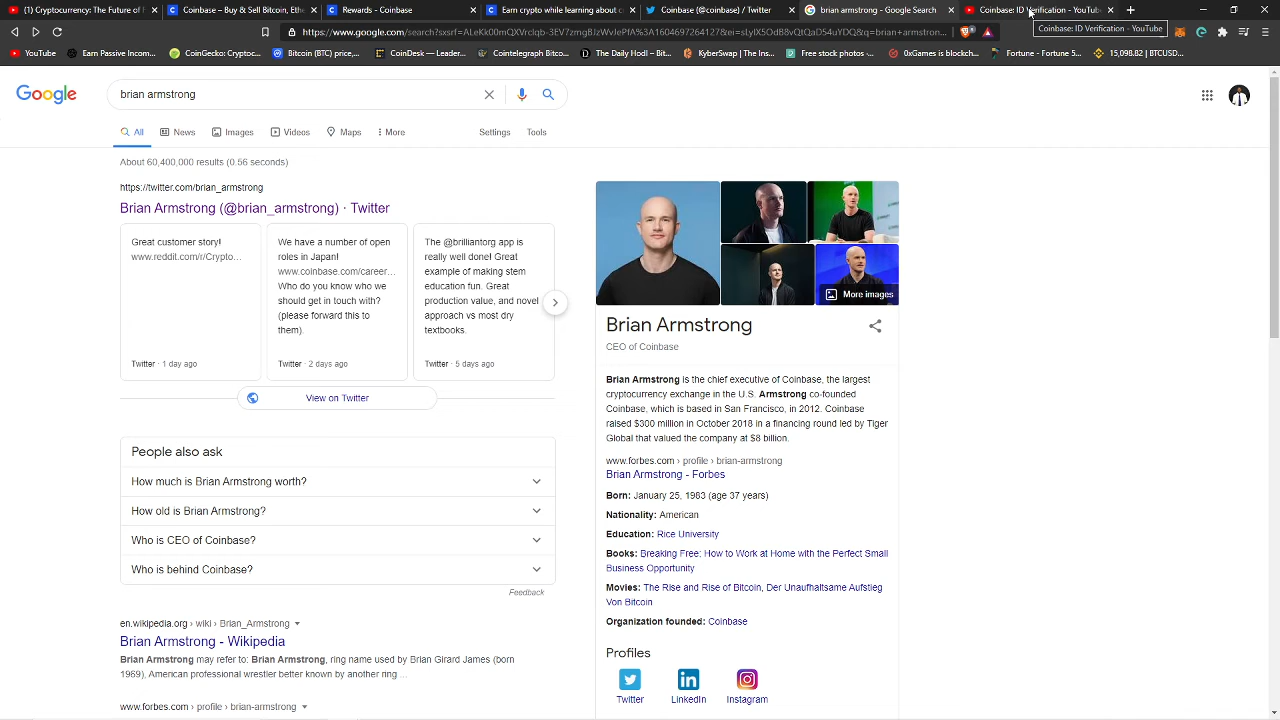 (1) Cryptocurrency: The Future of F
Coinbase – Buy & Sell Bitcoin, Ethe
Rewards - Coinbase
Earn crypto while learning about c
Coinbase (@coinbase) / Twitter
brian armstrong - Google Search
Coinbase: ID Verification - YouTube
https://www.google.com/search?
Coinbase: ID Verification - YouTube
YouTube
Earn Passive Incom...
CoinGecko: Cryptoc...
Bitcoin (BTC) price,...
CoinDesk — Leader...
Cointelegraph Bitco...
The Daily Hodl – Bi...
KyberSwap | The Ins...
Free stock photos ·...
0xGames is blockch...
Fortune - Fortune 5...
15,098.82 | BTCUSD...
Google
brian armstrong
All
News
Images
Videos
Maps
More
Settings
Tools
About 60,400,000 results (0.56 seconds)
https://twitter.com/brian_armstrong
Brian Armstrong (@brian_armstrong) · Twitter
Great customer story!
www.reddit.com/r/Crypto...
Twitter · 1 day ago
We have a number of open
roles in Japan!
www.coinbase.com/career...
Who do you know who we
should get in touch with?
(please forward this to
them).
Twitter · 2 days ago
The @brilliantorg app is
really well done! Great
example of making stem
education fun. Great
production value, and novel
approach vs most dry
textbooks.
Twitter · 5 days ago
View on Twitter
People also ask
How much is Brian Armstrong worth?
How old is Brian Armstrong?
Who is CEO of Coinbase?
Who is behind Coinbase?
Feedback
en.wikipedia.org › wiki › Brian_Armstrong
Brian Armstrong - Wikipedia
Brian Armstrong may refer to: Brian Armstrong, ring name used by Brian Girard James (born
1969), American professional wrestler better known by another ring ...
www.forbes.com › profile › brian-armstrong
More images
Brian Armstrong
CEO of Coinbase
Brian Armstrong is the chief executive of Coinbase, the largest
cryptocurrency exchange in the U.S. Armstrong co-founded
Coinbase, which is based in San Francisco, in 2012. Coinbase
raised $300 million in October 2018 in a financing round led by Tiger
Global that valued the company at $8 billion.
www.forbes.com › profile › brian-armstrong
Brian Armstrong - Forbes
Born: January 25, 1983 (age 37 years)
Nationality: American
Education: Rice University
Books: Breaking Free: How to Work at Home with the Perfect Small
Business Opportunity
Movies: The Rise and Rise of Bitcoin, Der Unaufhaltsame Aufstieg
Von Bitcoin
Organization founded: Coinbase
Profiles
Twitter
LinkedIn
Instagram